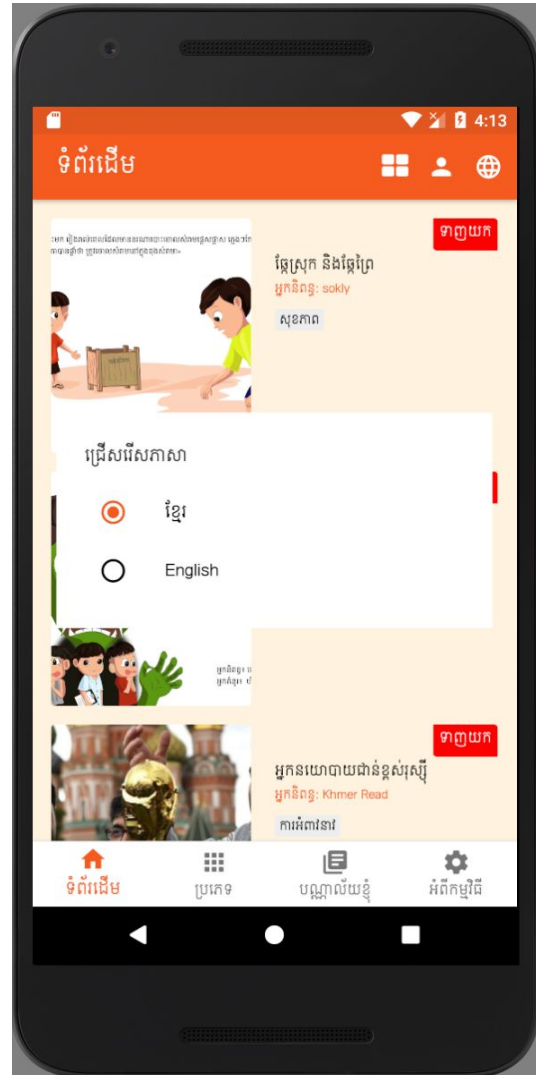 4:13
ទំព័រដើម
ទាញយក
ឆ្កែស្រុក និងឆ្កែព្រៃ
អ្នកនិពន្ធ: sokly
សុខភាព
ជ្រើសរើសភាសា
ខ្មែរ
English
ទាញយក
អ្នកនយោបាយជាន់ខ្ពស់រុស្ស៊ី
អ្នកនិពន្ធ: Khmer Read
ការអំពាវនាវ
ទំព័រដើម
ប្រភេទ
បណ្ណាល័យខ្ញុំ
អំពីកម្មវិធី